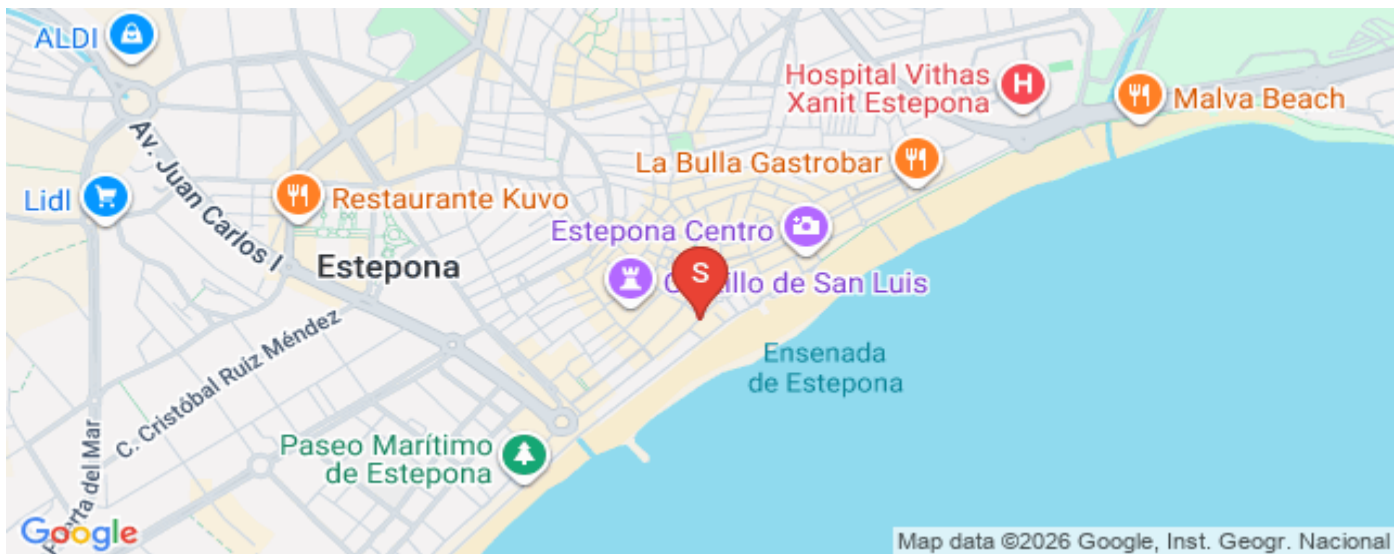 ALDI
Hospital Vithas
Xanit Estepona
H
Malva Beach
Av. Juan Carlos I
La Bulla Gastrobar
Lidl
Restaurante Kuvo
Estepona Centro
Estepona
S
illo de San Luis
C. Cristóbal Ruíz Méndez
Ensenada
de Estepona
Paseo Marítimo
de Estepona
rta del Mar
Google
Map data ©2026 Google, Inst. Geogr. Nacional